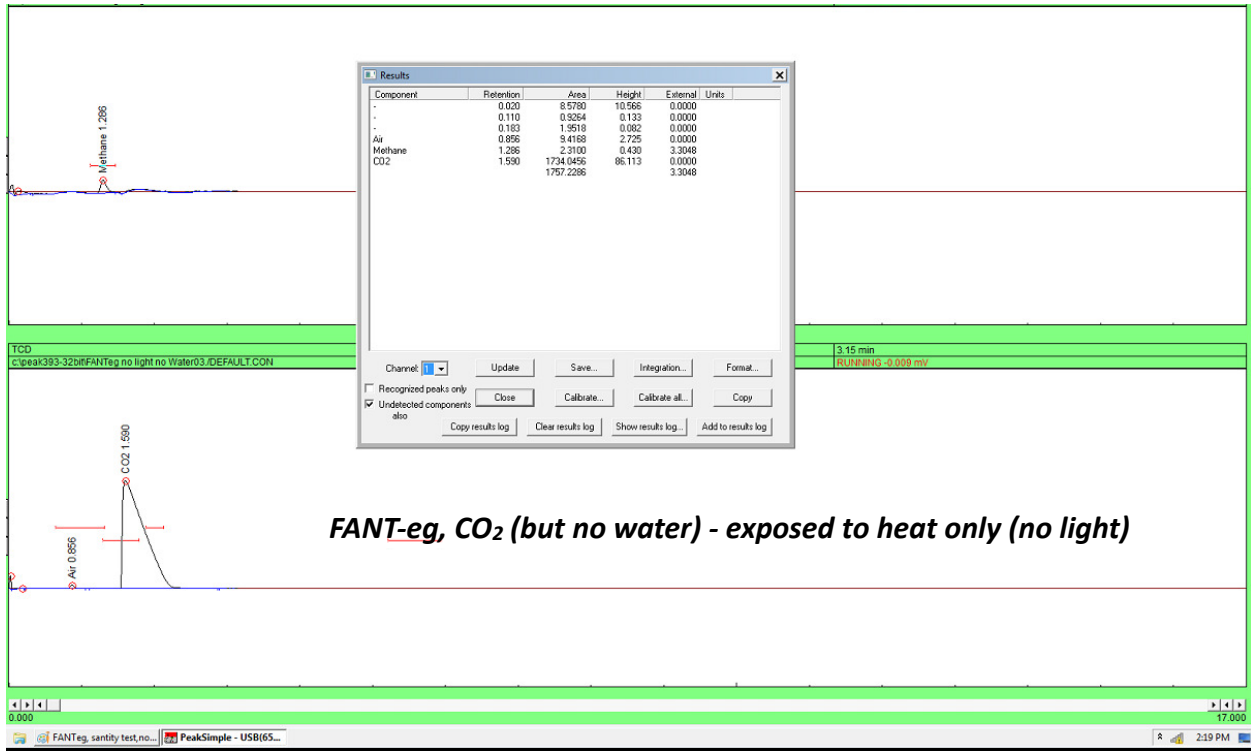 Methane 1.286
Results
Component Retention Area Height External Units
- 0.020 8.5780 10.566 0.0000
- 0.110 0.9264 0.133 0.0000
- 0.183 1.9518 0.082 0.0000
Air 0.856 9.4168 2.725 0.0000
Methane 1.286 2.3100 0.430 3.3048
CO2 1.590 1734.0456 86.113 0.0000
1757.2286 3.3048
TCD
3.15 min
c:\peak393-32bit\FANTeg no light no Water03./DEFAULT.CON
RUNNING -0.009 mV
Channel: 1 Update Save... Integration... Format...
Recognized peaks only
Undetected components also
Close Calibrate... Calibrate all... Copy
Copy results log Clear results log Show results log... Add to results log
CO2 1.590
Air 0.856
FANT-eg, CO₂ (but no water) - exposed to heat only (no light)
0.000 17.000
FANTeg, santity test,no... PeakSimple - USB(65... 2:19 PM